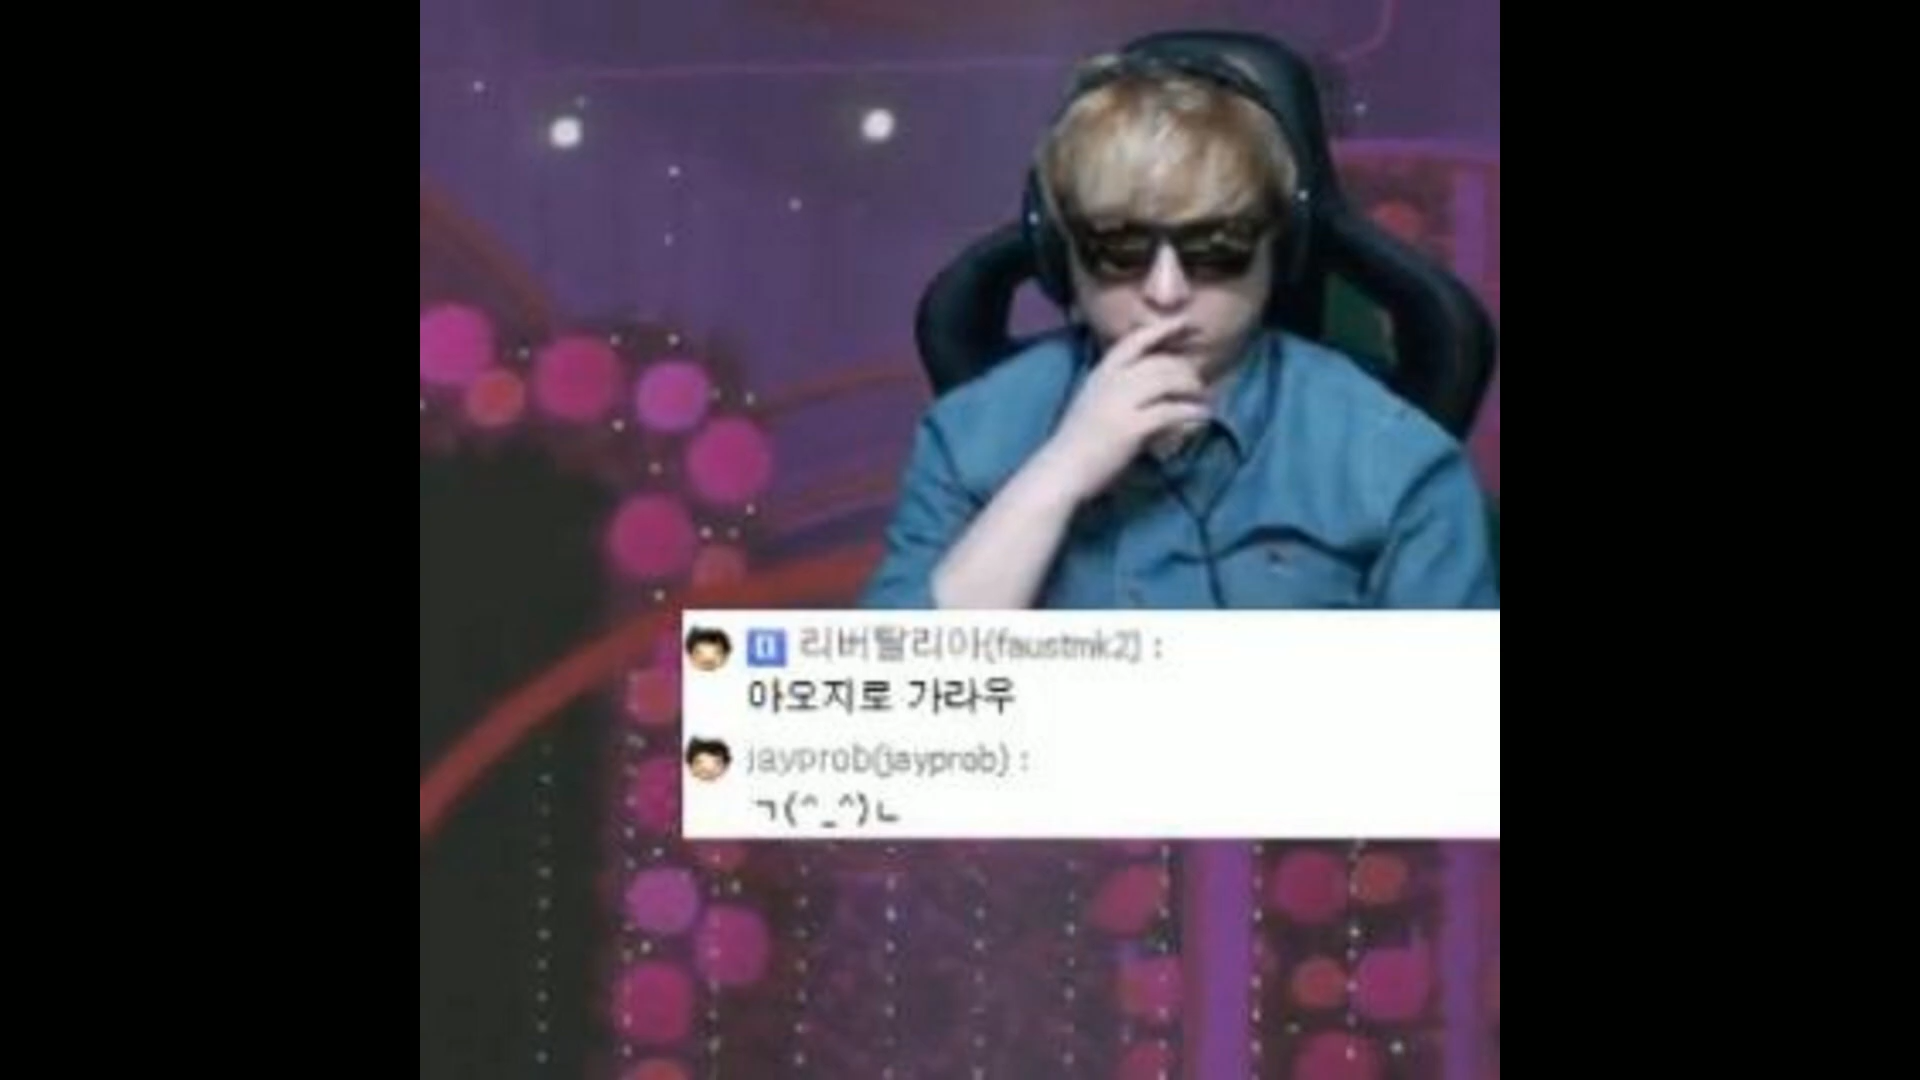 리버탈리아(faustmk2) :
아오지로 가라우
jayprob(jayprob) :
ㄱ(^_^)ㄴ